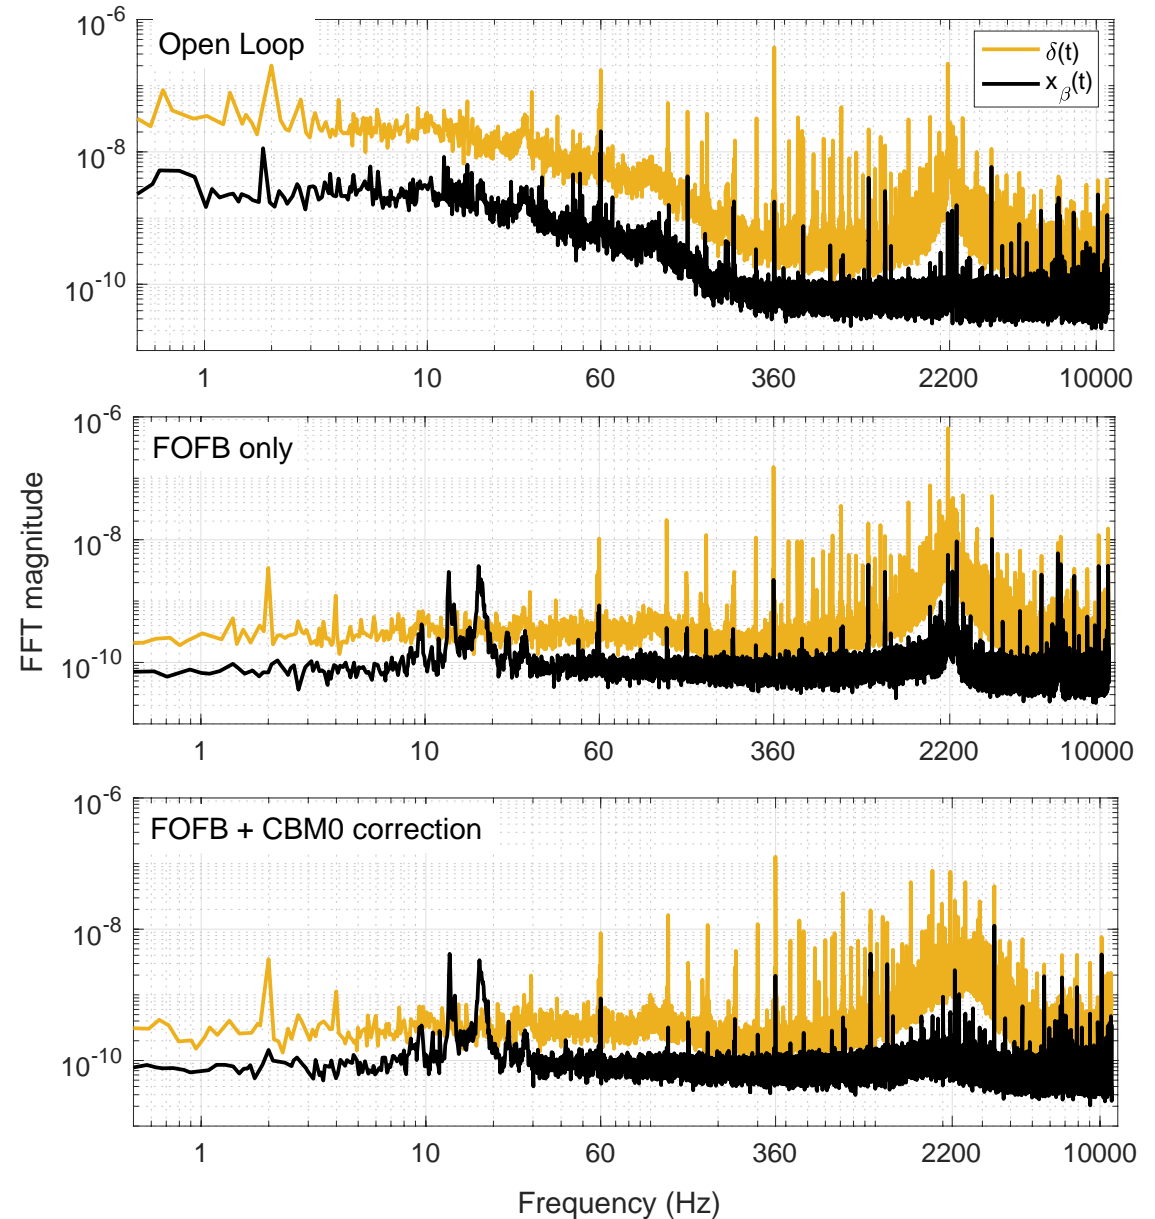 10^-6
Open Loop
δ(t)
x_β(t)
10^-8
10^-10
1 10 60 360 2200 10000
10^-6
FOFB only
10^-8
10^-10
1 10 60 360 2200 10000
FFT magnitude
10^-6
FOFB + CBM0 correction
10^-8
10^-10
1 10 60 360 2200 10000
Frequency (Hz)